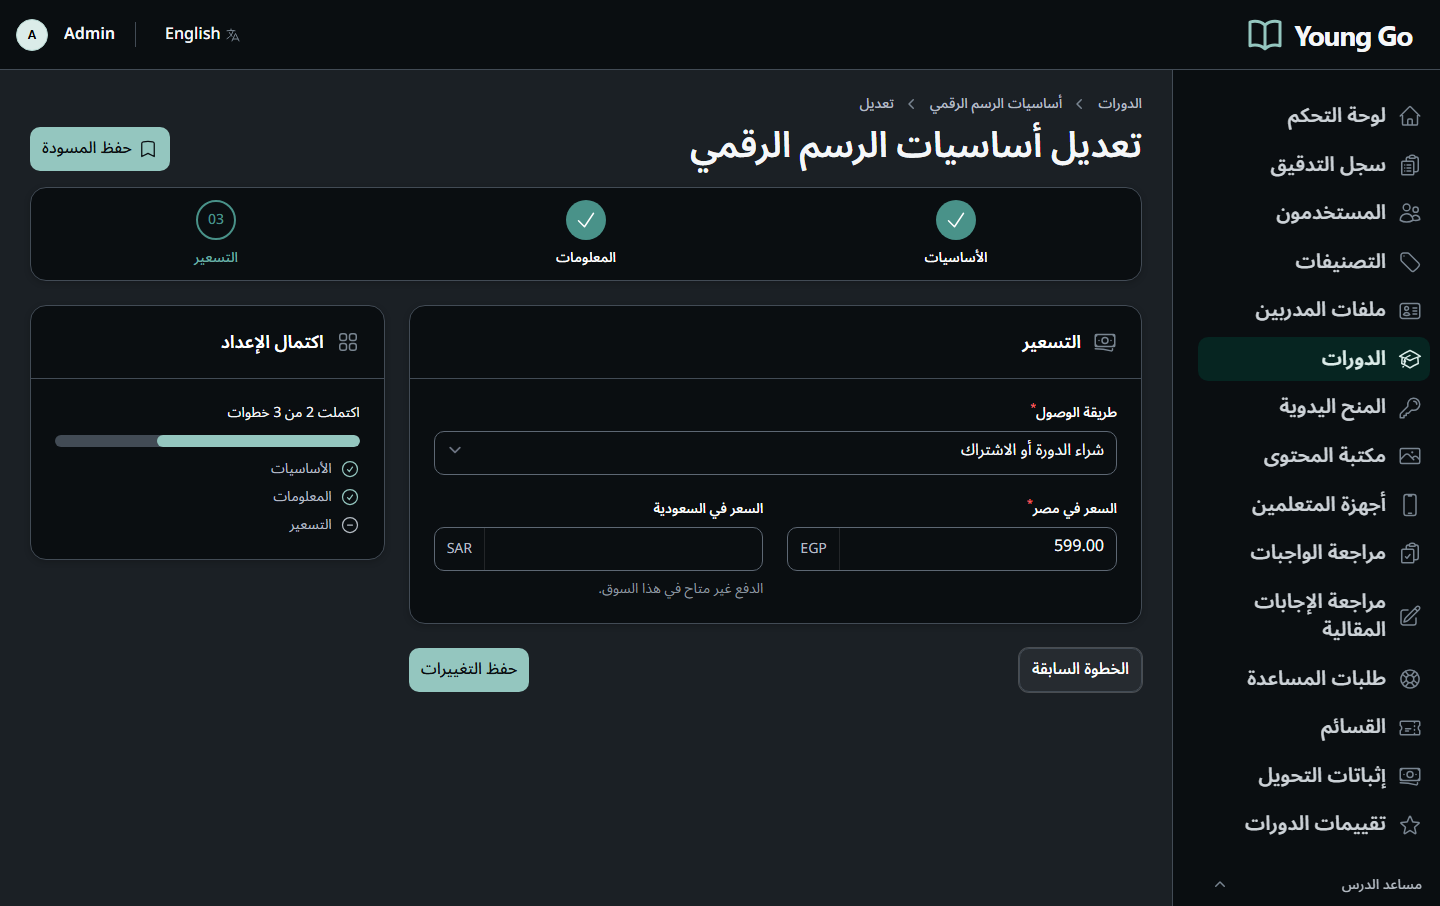 Young Go
English
Admin
A
لوحة التحكم
سجل التدقيق
المستخدمون
التصنيفات
ملفات المدربين
الدورات
المنح اليدوية
مكتبة المحتوى
أجهزة المتعلمين
مراجعة الواجبات
مراجعة الإجابات
المقالية
طلبات المساعدة
القسائم
إثباتات التحويل
تقييمات الدورات
مساعد الدرس
الدورات
أساسيات الرسم الرقمي
تعديل
تعديل أساسيات الرسم الرقمي
حفظ المسودة
الأساسيات
المعلومات
03
التسعير
التسعير
طريقة الوصول*
شراء الدورة أو الاشتراك
السعر في مصر*
599.00
EGP
السعر في السعودية
SAR
الدفع غير متاح في هذا السوق.
الخطوة السابقة
حفظ التغييرات
اكتمال الإعداد
اكتملت 2 من 3 خطوات
الأساسيات
المعلومات
التسعير